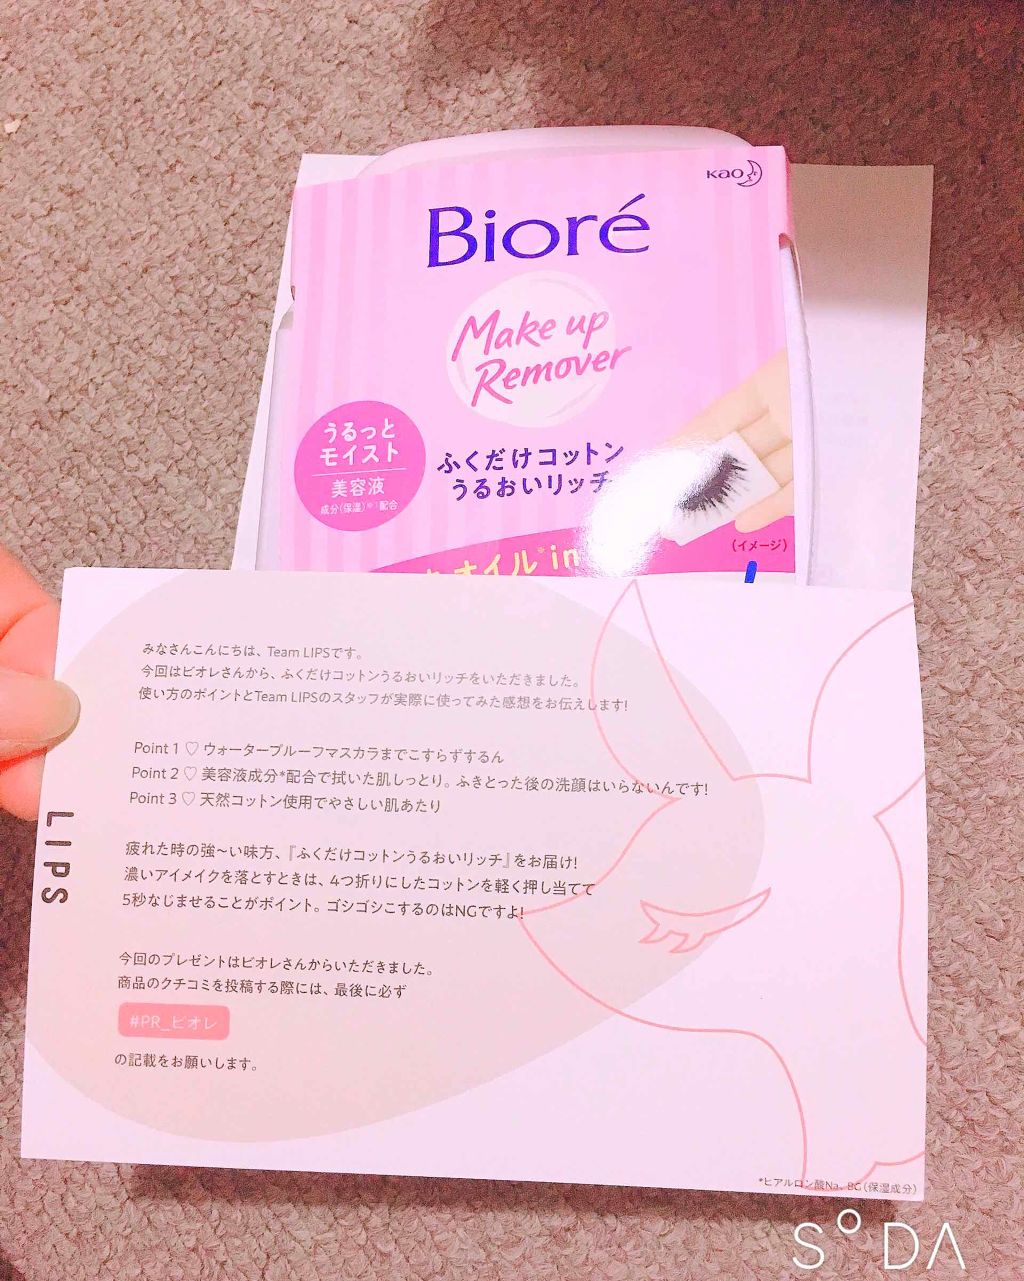 Kao
Bioré
Make up
Remover
うるっと
モイスト
美容液
成分(保湿)※1配合
ふくだけコットン
うるおいリッチ
オイル※in
(イメージ)
みなさんこんにちは、Team LIPSです。
今回はビオレさんから、ふくだけコットンうるおいリッチをいただきました。
使い方のポイントとTeam LIPSのスタッフが実際に使ってみた感想をお伝えします!
Point 1 ♡ ウォータープルーフマスカラまでこすらずするん
Point 2 ♡ 美容液成分*配合で拭いた肌しっとり。ふきとった後の洗顔はいらないんです!
Point 3 ♡ 天然コットン使用でやさしい肌あたり
LIPS
疲れた時の強〜い味方、『ふくだけコットンうるおいリッチ』をお届け!
濃いアイメイクを落とすときは、4つ折りにしたコットンを軽く押し当てて
5秒なじませることがポイント。ゴシゴシこするのはNGですよ!
今回のプレゼントはビオレさんからいただきました。
商品のクチコミを投稿する際には、最後に必ず
#PR_ビオレ
の記載をお願いします。
*ヒアルロン酸Na、BG(保湿成分)
SODA